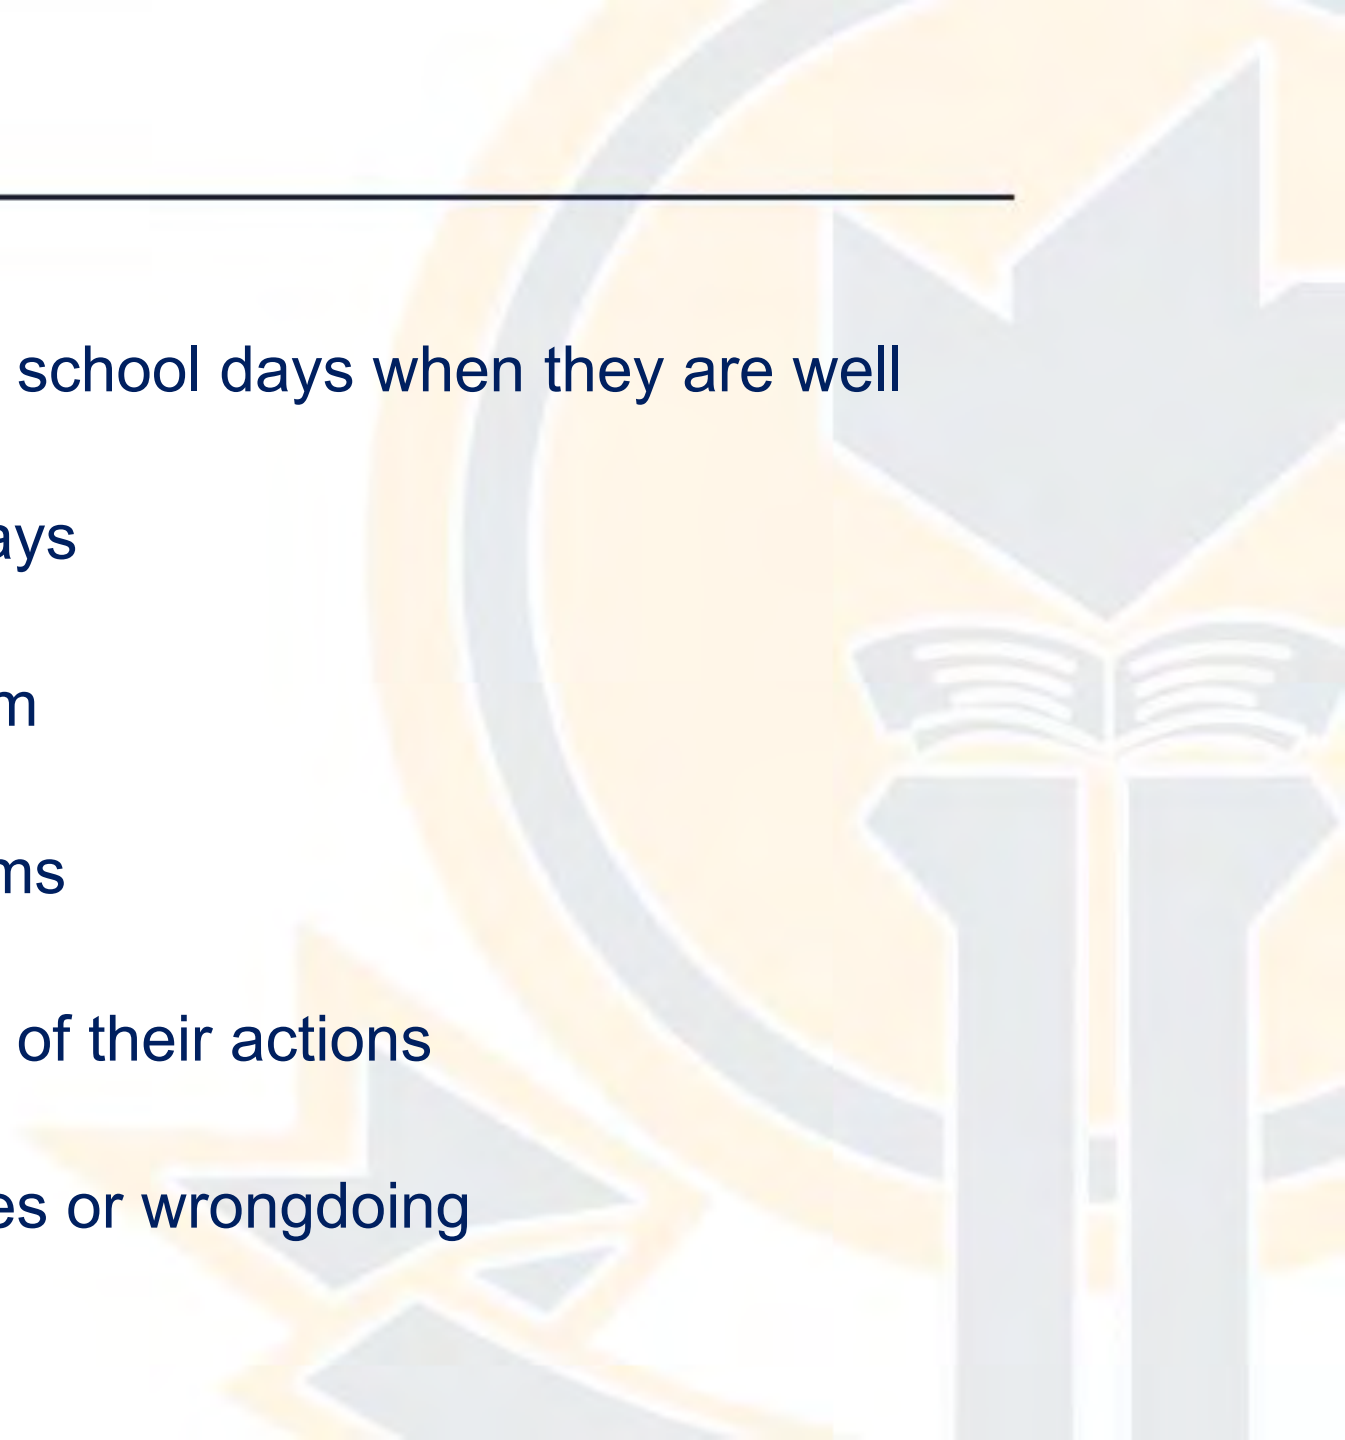 school days when they are well
ays
m
ms
of their actions
es or wrongdoing